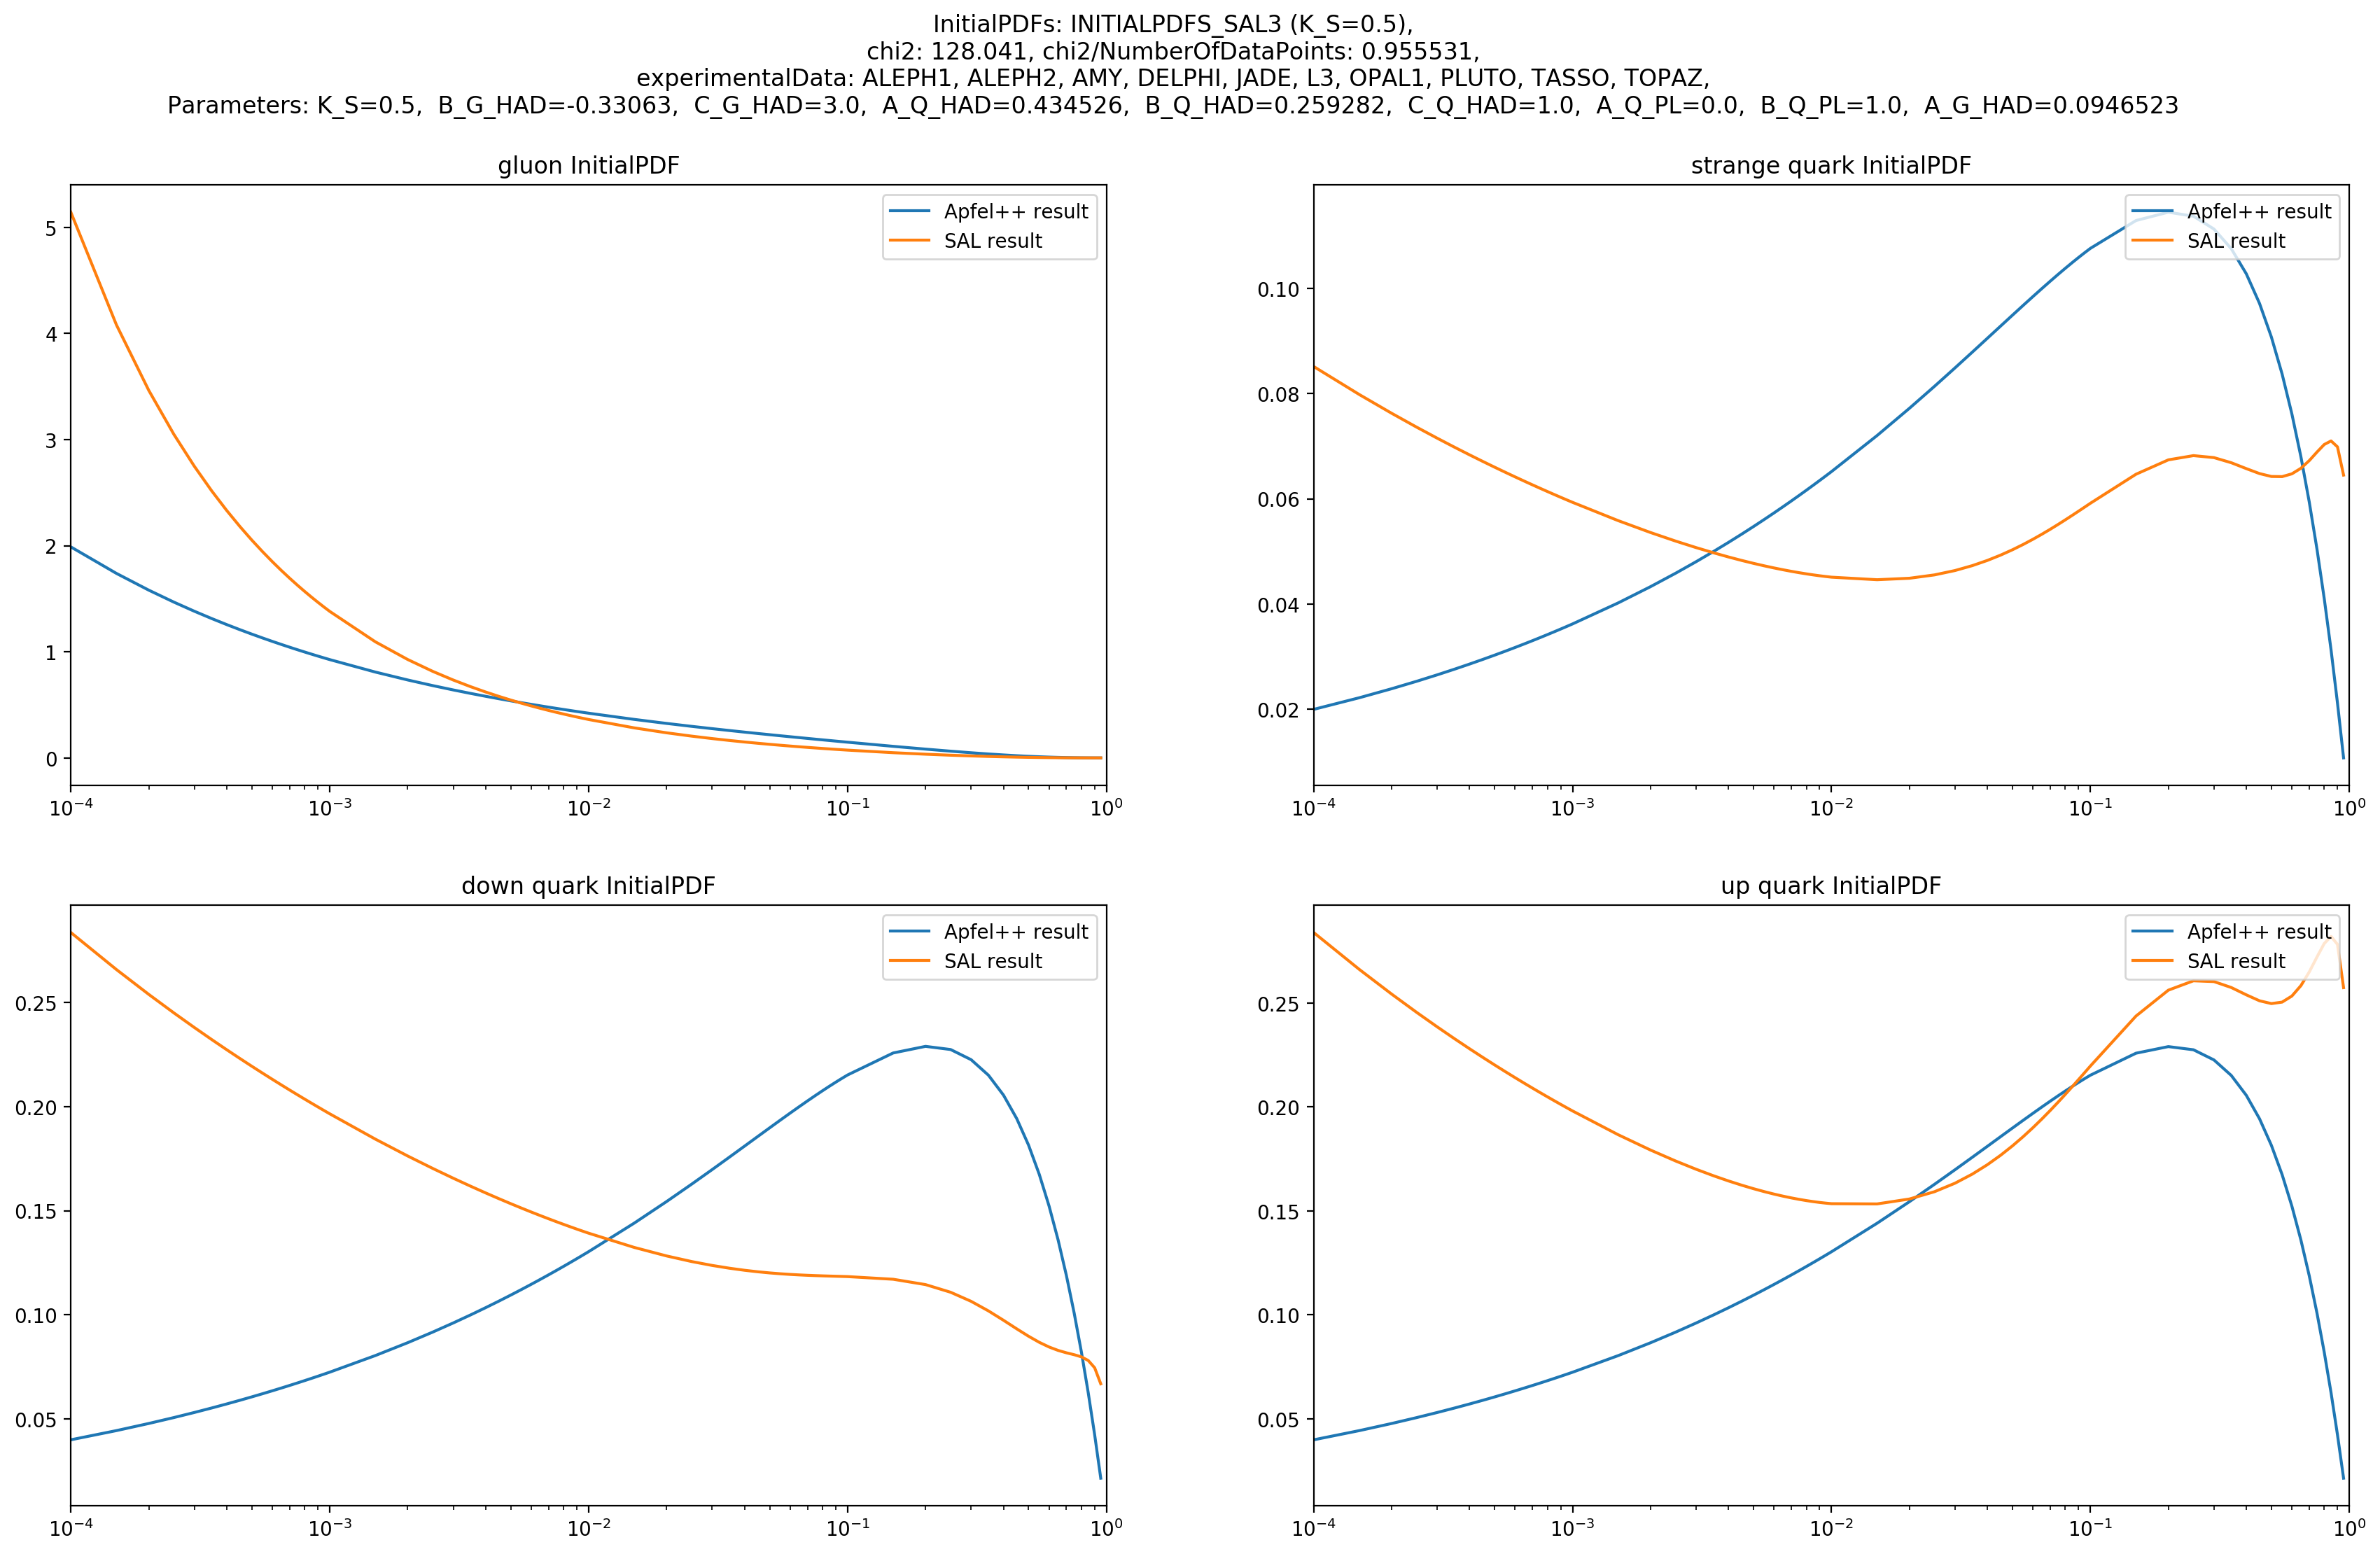 InitialPDFs: INITIALPDFS_SAL3 (K_S=0.5),
chi2: 128.041, chi2/NumberOfDataPoints: 0.955531,
experimentalData: ALEPH1, ALEPH2, AMY, DELPHI, JADE, L3, OPAL1, PLUTO, TASSO, TOPAZ,
Parameters: K_S=0.5, B_G_HAD=-0.33063, C_G_HAD=3.0, A_Q_HAD=0.434526, B_Q_HAD=0.259282, C_Q_HAD=1.0, A_Q_PL=0.0, B_Q_PL=1.0, A_G_HAD=0.0946523
gluon InitialPDF
Apfel++ result
SAL result
5
4
3
2
1
0
10⁻⁴ 10⁻³ 10⁻² 10⁻¹ 10⁰
strange quark InitialPDF
Apfel++ result
SAL result
0.10
0.08
0.06
0.04
0.02
10⁻⁴ 10⁻³ 10⁻² 10⁻¹ 10⁰
down quark InitialPDF
Apfel++ result
SAL result
0.25
0.20
0.15
0.10
0.05
10⁻⁴ 10⁻³ 10⁻² 10⁻¹ 10⁰
up quark InitialPDF
Apfel++ result
SAL result
0.25
0.20
0.15
0.10
0.05
10⁻⁴ 10⁻³ 10⁻² 10⁻¹ 10⁰